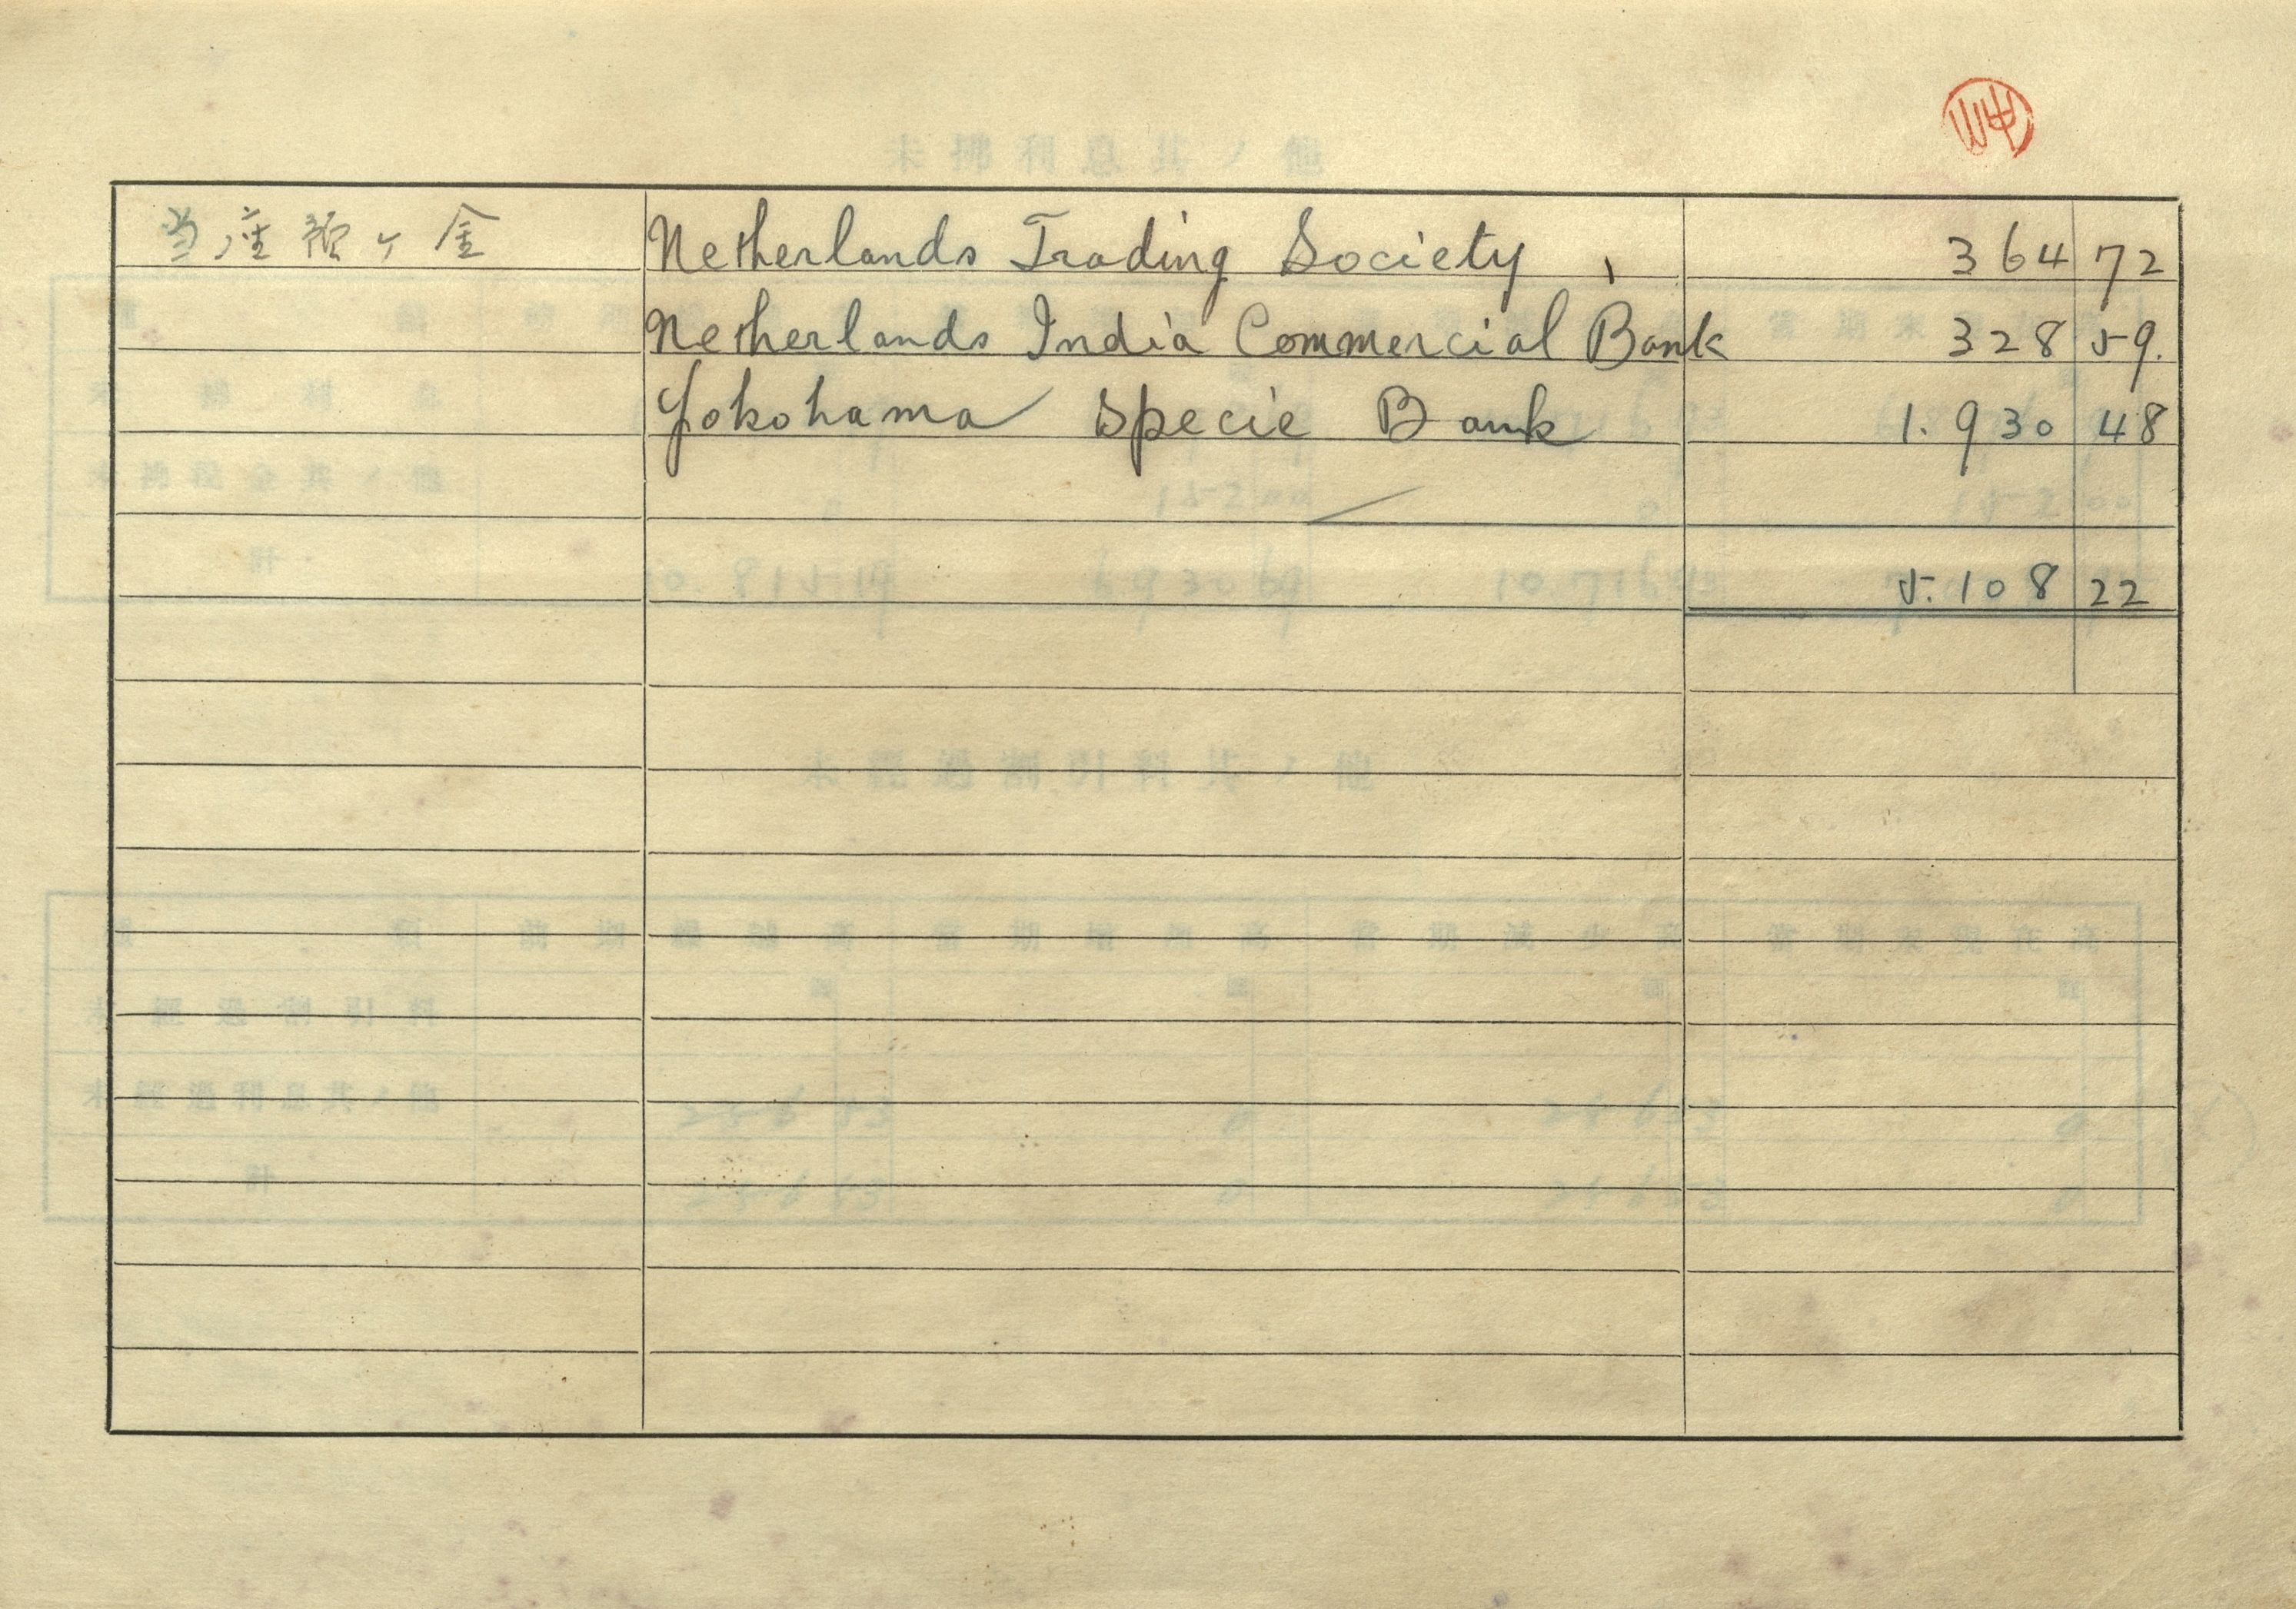 当座預ケ金 Netherlands Trading Society, 364 72
Netherlands India Commercial Bank 328 59.
Yokohama Specie Bank 1.930 48
5.108 22